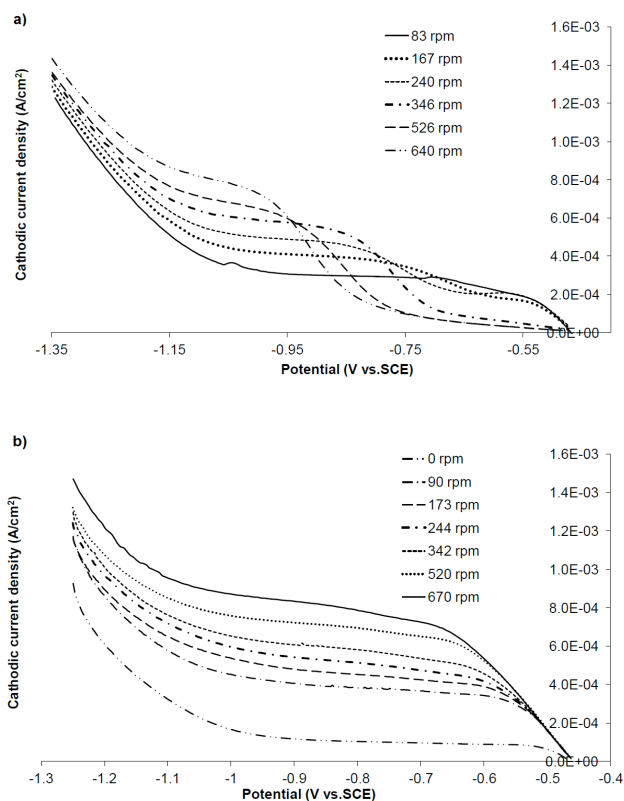 a)
83 rpm
167 rpm
240 rpm
346 rpm
526 rpm
640 rpm
1.6E-03
1.4E-03
1.2E-03
1.0E-03
8.0E-04
6.0E-04
4.0E-04
2.0E-04
0.0E+00
Cathodic current density (A/cm²)
-1.35 -1.15 -0.95 -0.75 -0.55
Potential (V vs.SCE)
b)
0 rpm
90 rpm
173 rpm
244 rpm
342 rpm
520 rpm
670 rpm
1.6E-03
1.4E-03
1.2E-03
1.0E-03
8.0E-04
6.0E-04
4.0E-04
2.0E-04
0.0E+00
Cathodic current density (A/cm²)
-1.3 -1.2 -1.1 -1 -0.9 -0.8 -0.7 -0.6 -0.5 -0.4
Potential (V vs.SCE)